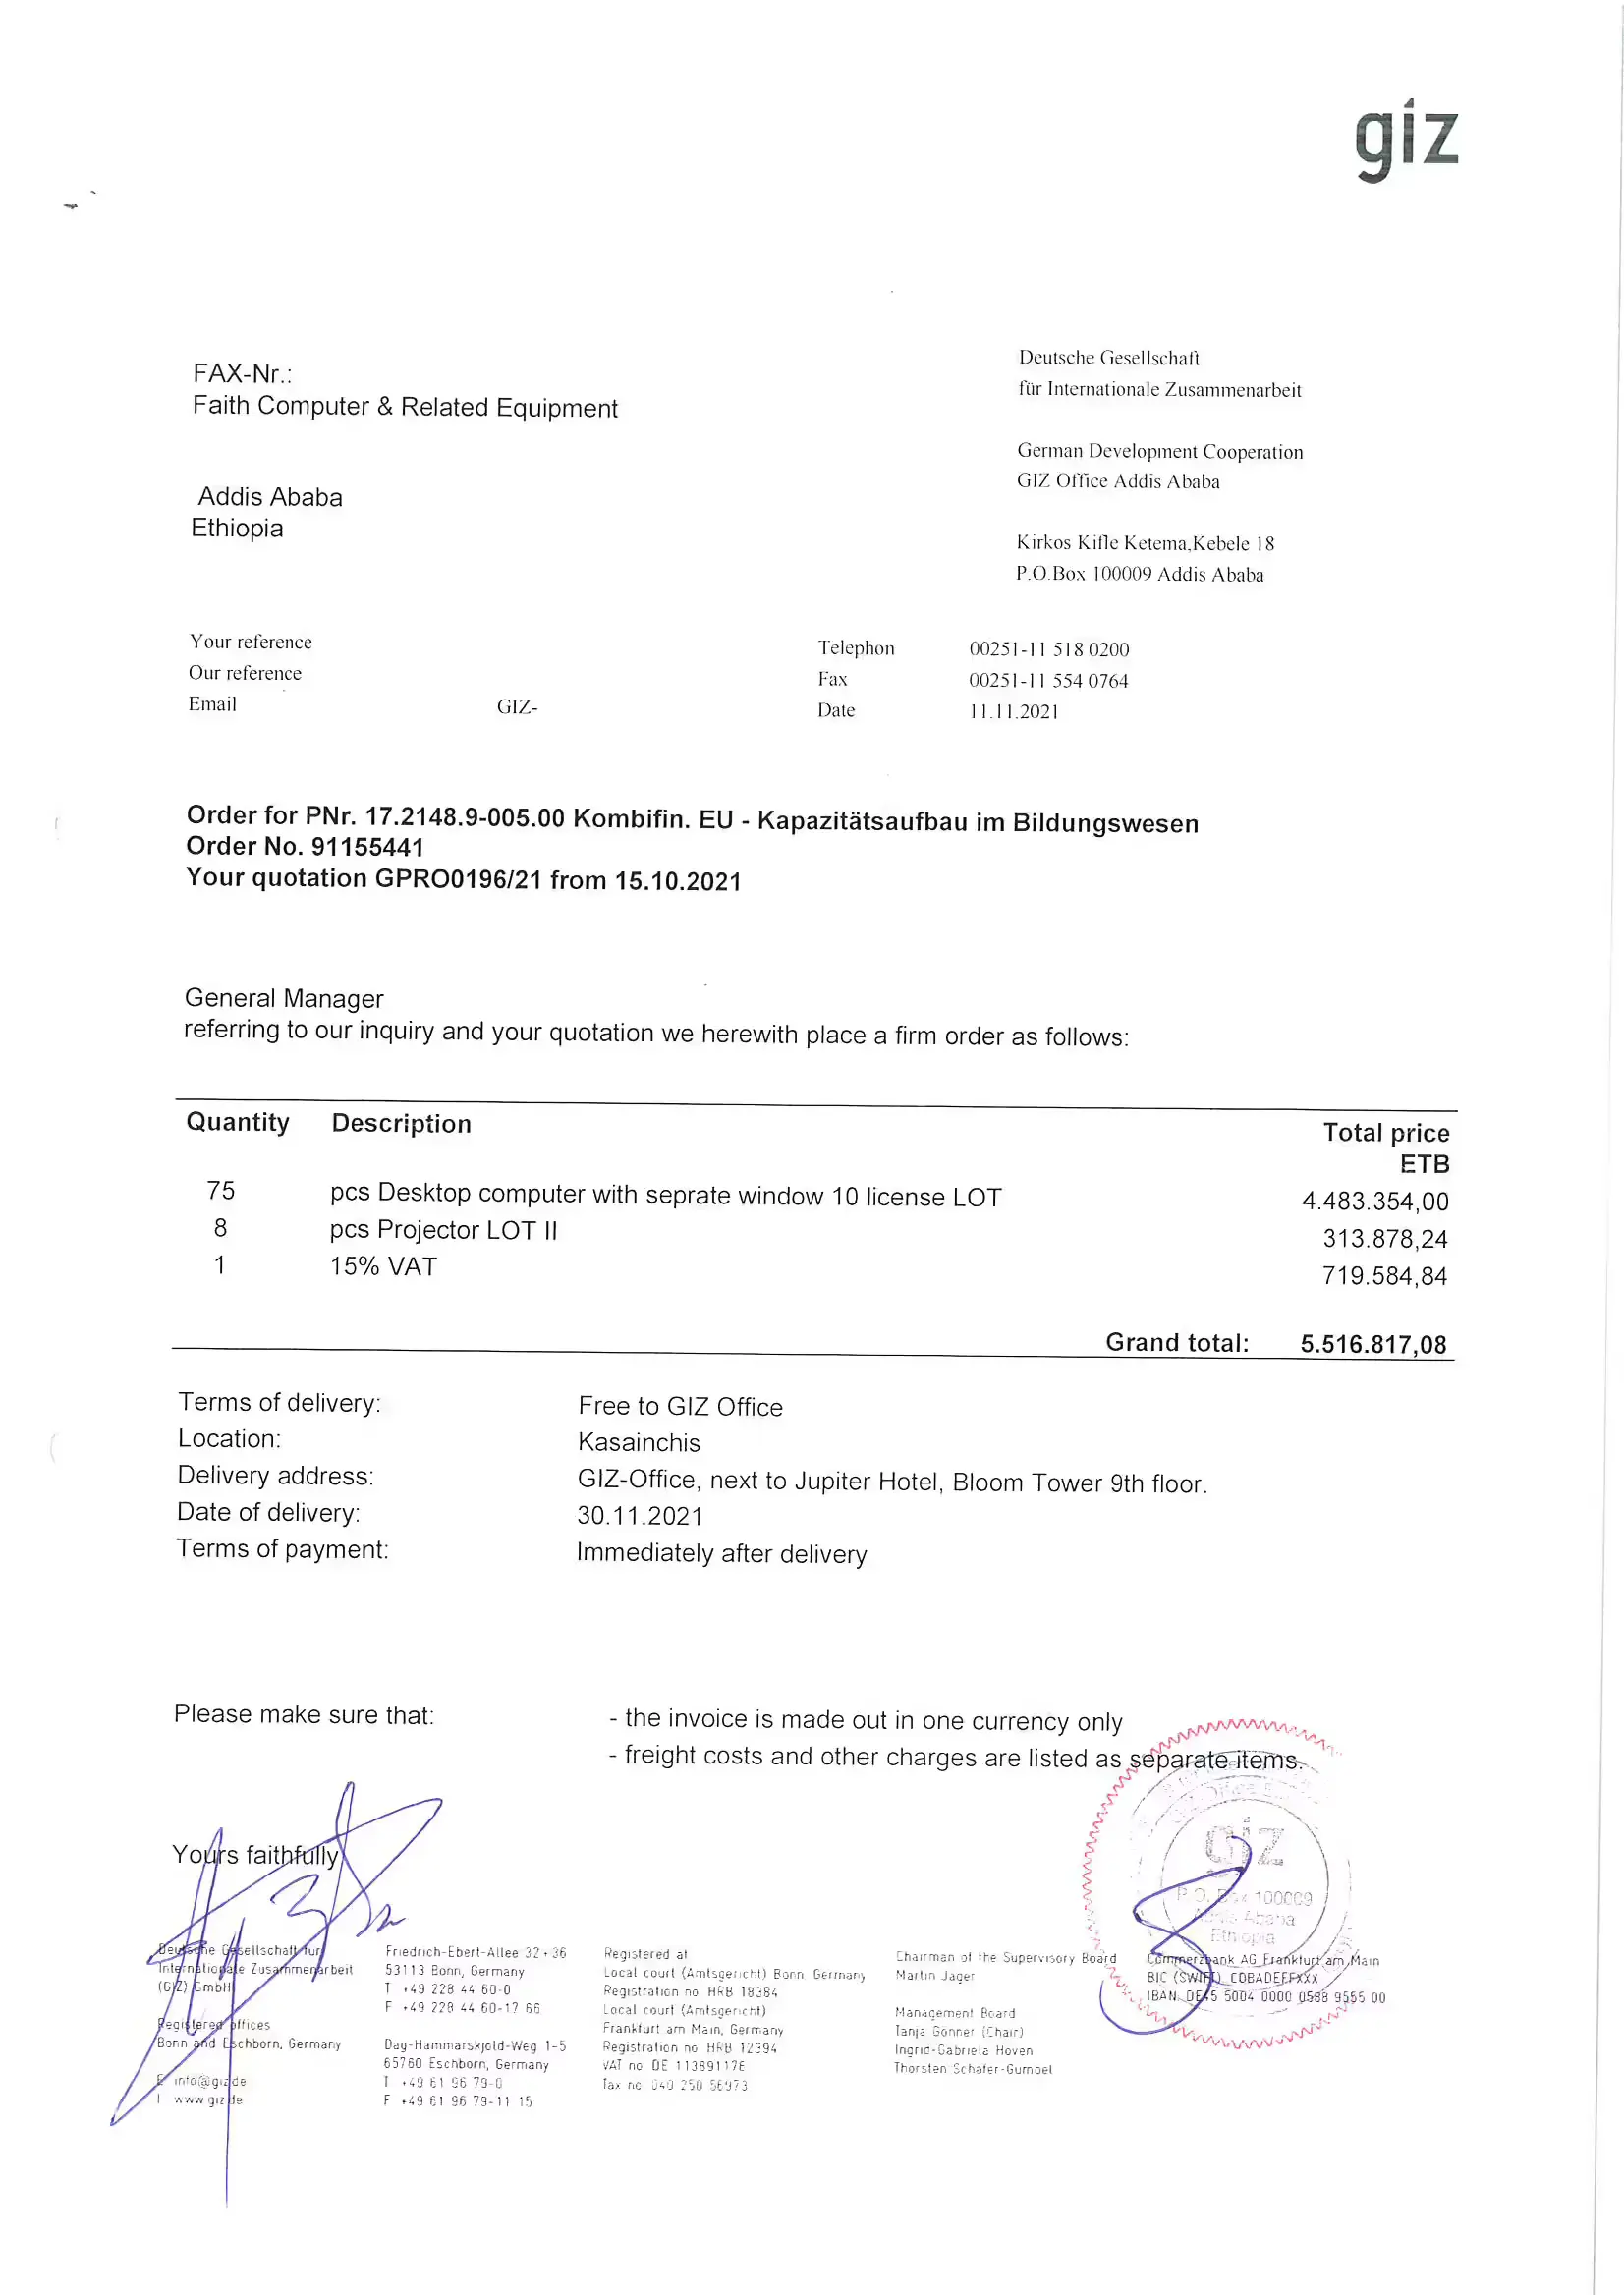 giz
FAX-Nr.:
Faith Computer & Related Equipment
Addis Ababa
Ethiopia
Deutsche Gesellschaft
für Internationale Zusammenarbeit
German Development Cooperation
GIZ Office Addis Ababa
Kirkos Kifle Ketema,Kebele 18
P.O.Box 100009 Addis Ababa
Your reference
Our reference
Email GIZ-
Telephon 00251-11 518 0200
Fax 00251-11 554 0764
Date 11.11.2021
Order for PNr. 17.2148.9-005.00 Kombifin. EU - Kapazitätsaufbau im Bildungswesen
Order No. 91155441
Your quotation GPRO0196/21 from 15.10.2021
General Manager
referring to our inquiry and your quotation we herewith place a firm order as follows:
Quantity Description Total price
ETB
75 pcs Desktop computer with seprate window 10 license LOT 4.483.354,00
8 pcs Projector LOT II 313.878,24
1 15% VAT 719.584,84
Grand total: 5.516.817,08
Terms of delivery: Free to GIZ Office
Location: Kasainchis
Delivery address: GIZ-Office, next to Jupiter Hotel, Bloom Tower 9th floor.
Date of delivery: 30.11.2021
Terms of payment: Immediately after delivery
Please make sure that: - the invoice is made out in one currency only
- freight costs and other charges are listed as separate items.
Yours faithfully
giz
P.O. Box 100009
Addis Ababa
Ethiopia
Deutsche Gesellschaft für
Internationale Zusammenarbeit
(GIZ) GmbH
Registered offices
Bonn and Eschborn, Germany
E info@giz.de
I www.giz.de
Friedrich-Ebert-Allee 32+36
53113 Bonn, Germany
T +49 228 44 60-0
F +49 228 44 60-17 66
Dag-Hammarskjöld-Weg 1-5
65760 Eschborn, Germany
T +49 61 96 79-0
F +49 61 96 79-11 15
Registered at
Local court (Amtsgericht) Bonn Germany
Registration no HRB 18384
Local court (Amtsgericht)
Frankfurt am Main, Germany
Registration no HRB 12394
VAT no DE 113891176
Tax no 040 250 56973
Chairman of the Supervisory Board
Martin Jäger
Management Board
Tanja Gönner (Chair)
Ingrid-Gabriela Hoven
Thorsten Schäfer-Gümbel
Commerzbank AG Frankfurt am Main
BIC (SWIFT) COBADEFFXXX
5004 0000 0588 9555 00